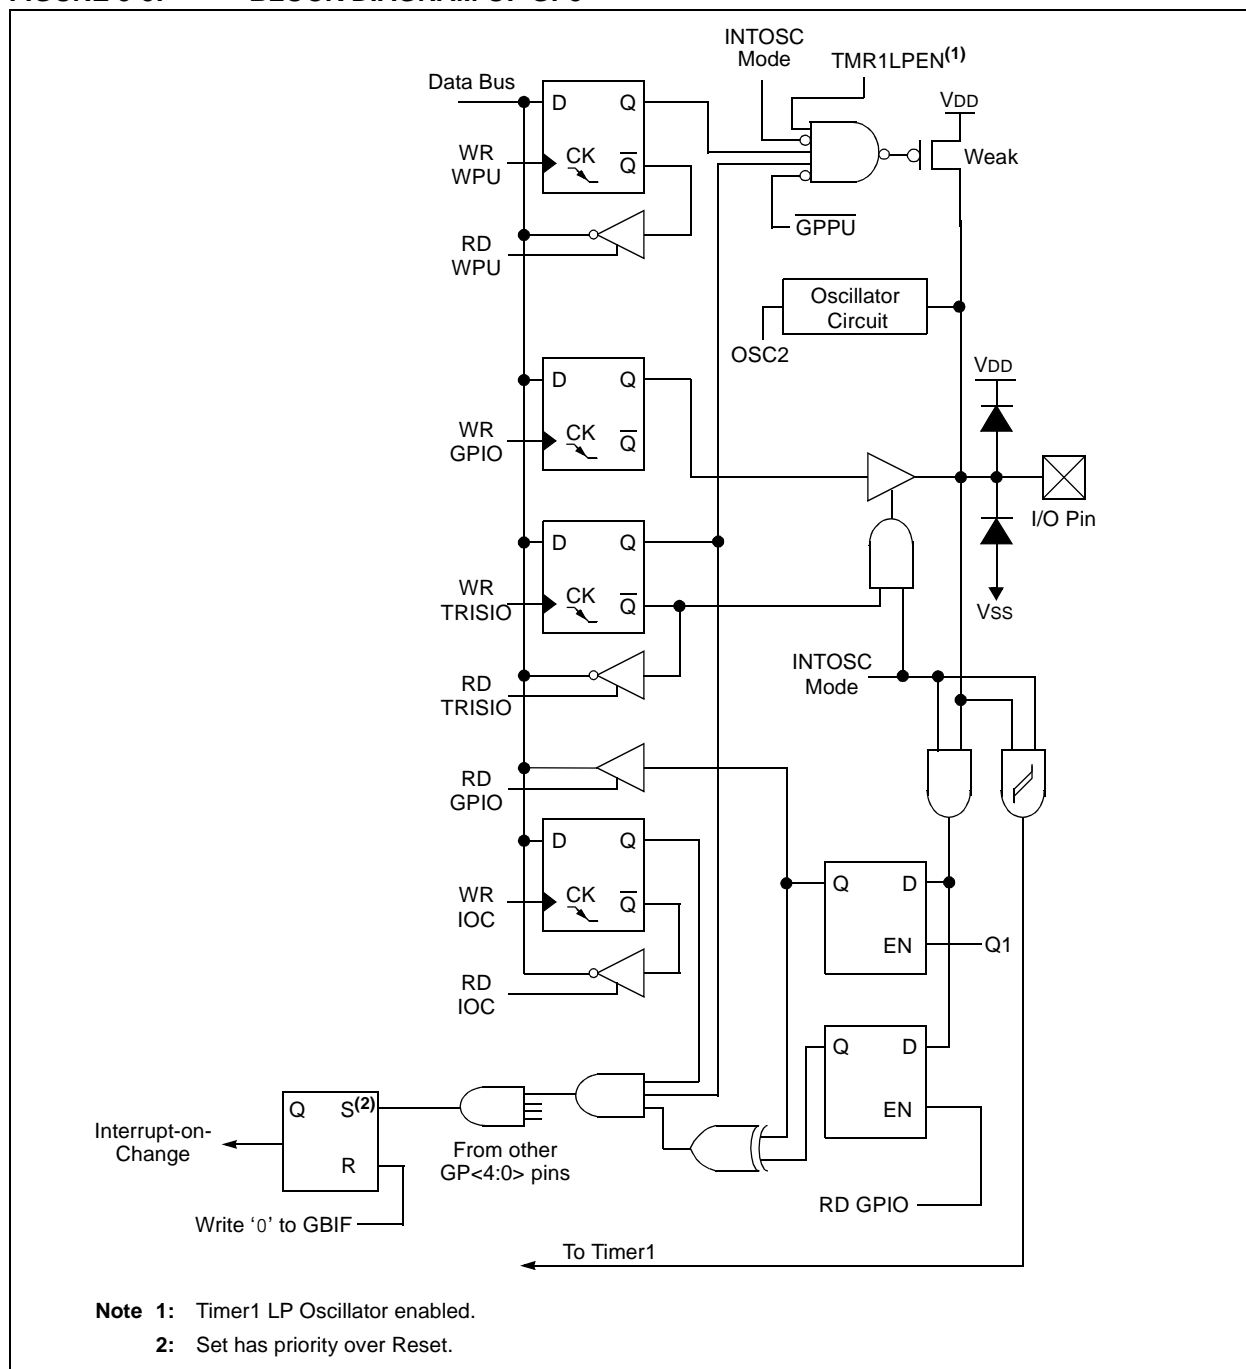 INTOSC
Mode
TMR1LPEN(1)
Data Bus
VDD
D Q
WR
WPU
CK Q
Weak
GPPU
RD
WPU
Oscillator
Circuit
OSC2
VDD
D Q
WR
GPIO
CK Q
I/O Pin
D Q
WR
TRISIO
CK Q
VSS
INTOSC
Mode
RD
TRISIO
RD
GPIO
D Q
WR
IOC
CK Q
Q D
EN
Q1
RD
IOC
Q D
EN
Q S(2)
R
Interrupt-on-
Change
From other
GP<4:0> pins
RD GPIO
Write ‘0’ to GBIF
To Timer1
Note 1: Timer1 LP Oscillator enabled.
2: Set has priority over Reset.